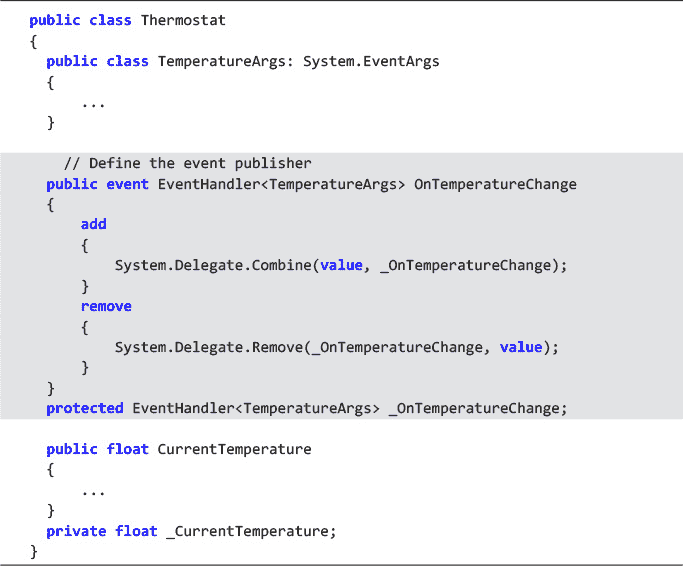 public class Thermostat
{
public class TemperatureArgs: System.EventArgs
{
...
}
// Define the event publisher
public event EventHandler<TemperatureArgs> OnTemperatureChange
{
add
{
System.Delegate.Combine(value, _OnTemperatureChange);
}
remove
{
System.Delegate.Remove(_OnTemperatureChange, value);
}
}
protected EventHandler<TemperatureArgs> _OnTemperatureChange;
public float CurrentTemperature
{
...
}
private float _CurrentTemperature;
}